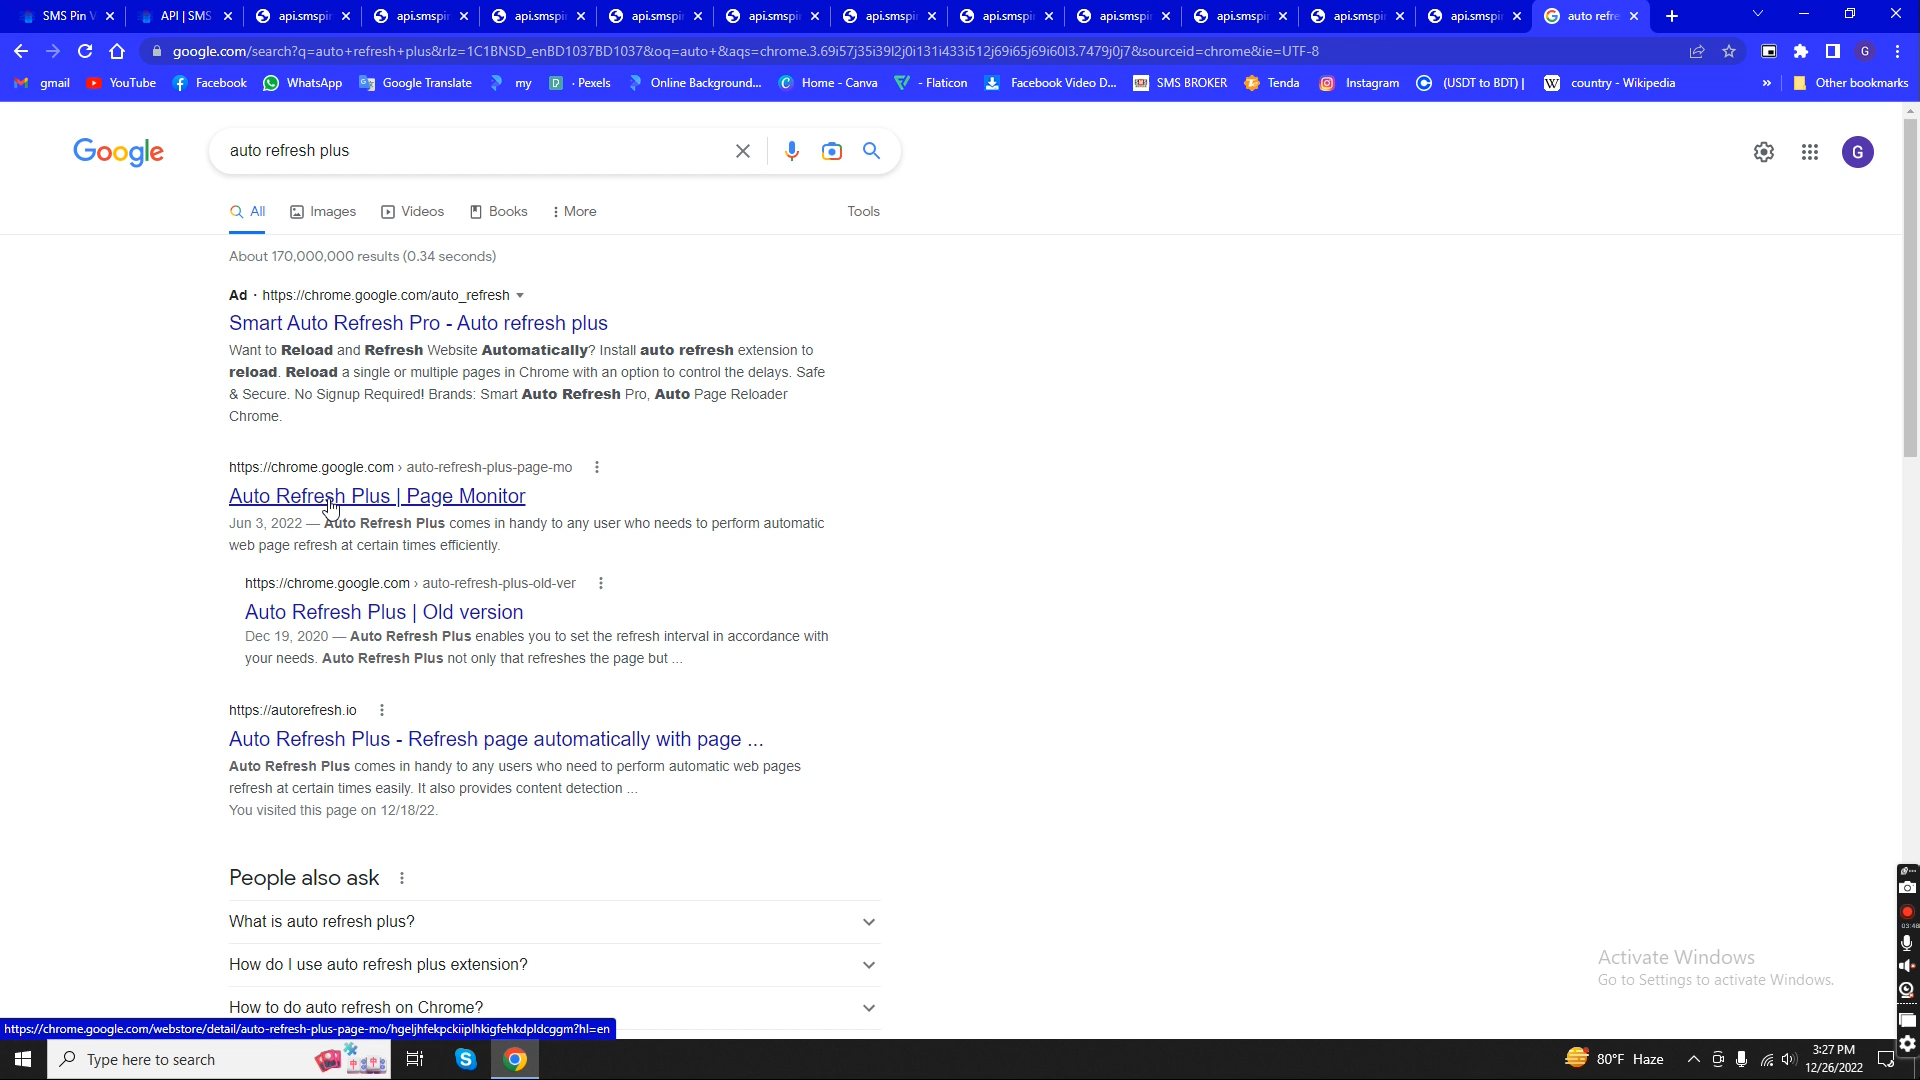 SMS Pin V
API | SMS
api.smspi
api.smspi
api.smspi
api.smspi
api.smspi
api.smspi
api.smspi
api.smspi
api.smspi
api.smspi
api.smspi
auto refre
google.com/search?q=auto+refresh+plus&rlz=1C1BNSD_enBD1037BD1037&oq=auto+&aqs=chrome.3.69i57j35i39l2j0i131i433i512j69i65j69i60l3.7479j0j7&sourceid=chrome&ie=UTF-8
G
gmail
YouTube
Facebook
WhatsApp
Google Translate
my
· Pexels
Online Background...
Home - Canva
- Flaticon
Facebook Video D...
SMS BROKER
Tenda
Instagram
(USDT to BDT) |
country - Wikipedia
»
Other bookmarks
Google
auto refresh plus
G
All
Images
Videos
Books
More
Tools
About 170,000,000 results (0.34 seconds)
Ad · https://chrome.google.com/auto_refresh
Smart Auto Refresh Pro - Auto refresh plus
Want to Reload and Refresh Website Automatically? Install auto refresh extension to
reload. Reload a single or multiple pages in Chrome with an option to control the delays. Safe
& Secure. No Signup Required! Brands: Smart Auto Refresh Pro, Auto Page Reloader
Chrome.
https://chrome.google.com › auto-refresh-plus-page-mo
Auto Refresh Plus | Page Monitor
Jun 3, 2022 — Auto Refresh Plus comes in handy to any user who needs to perform automatic
web page refresh at certain times efficiently.
https://chrome.google.com › auto-refresh-plus-old-ver
Auto Refresh Plus | Old version
Dec 19, 2020 — Auto Refresh Plus enables you to set the refresh interval in accordance with
your needs. Auto Refresh Plus not only that refreshes the page but ...
https://autorefresh.io
Auto Refresh Plus - Refresh page automatically with page ...
Auto Refresh Plus comes in handy to any users who need to perform automatic web pages
refresh at certain times easily. It also provides content detection ...
You visited this page on 12/18/22.
People also ask
What is auto refresh plus?
How do I use auto refresh plus extension?
How to do auto refresh on Chrome?
Activate Windows
Go to Settings to activate Windows.
03:48
https://chrome.google.com/webstore/detail/auto-refresh-plus-page-mo/hgeljhfekpckiiplhkigfehkdpldcggm?hl=en
Type here to search
80°F Haze
3:27 PM
12/26/2022